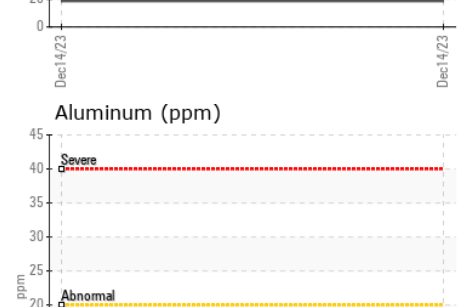 20
0
Dec14/23
Dec14/23
Aluminum (ppm)
45
Severe
40
35
30
25
ppm
Abnormal
20